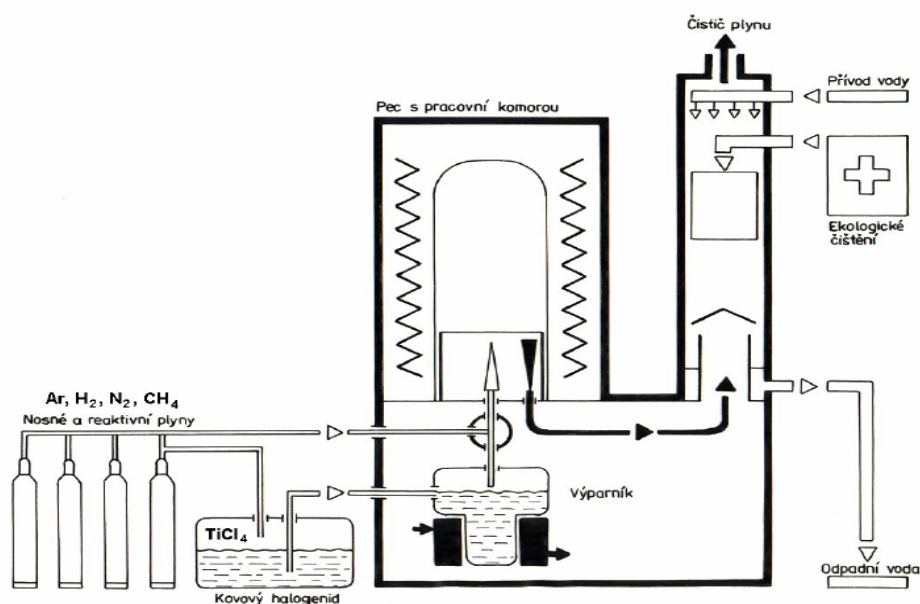 Čistič plynu
Přívod vody
Pec s pracovní komorou
Ekologické
čištění
Ar, H₂, N₂, CH₄
Nosné a reaktivní plyny
Výparník
TiCl₄
Kovový halogenid
Odpadní voda